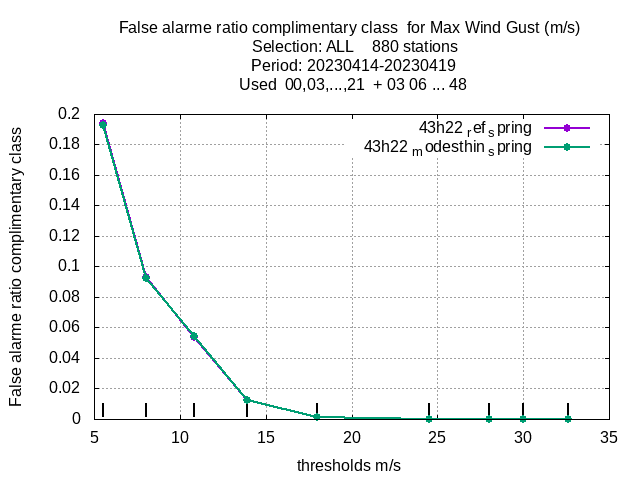 False alarme ratio complimentary class  for Max Wind Gust (m/s)
Selection: ALL    880 stations
Period: 20230414-20230419
Used  00,03,...,21  + 03 06 ... 48
43h22 ref spring
43h22 modesthin spring
False alarme ratio complimentary class
0.2
0.18
0.16
0.14
0.12
0.1
0.08
0.06
0.04
0.02
0
5 10 15 20 25 30 35
thresholds m/s